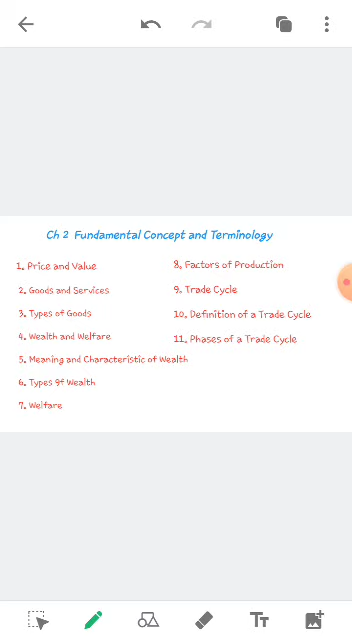 Ch 2 Fundamental Concept and Terminology
1. Price and Value
2. Goods and Services
3. Types of Goods
4. Wealth and Welfare
5. Meaning and Characteristic of Wealth
6. Types 9f Wealth
7. Welfare
8. Factors of Production
9. Trade Cycle
10. Definition of a Trade Cycle
11. Phases of a Trade Cycle
TT